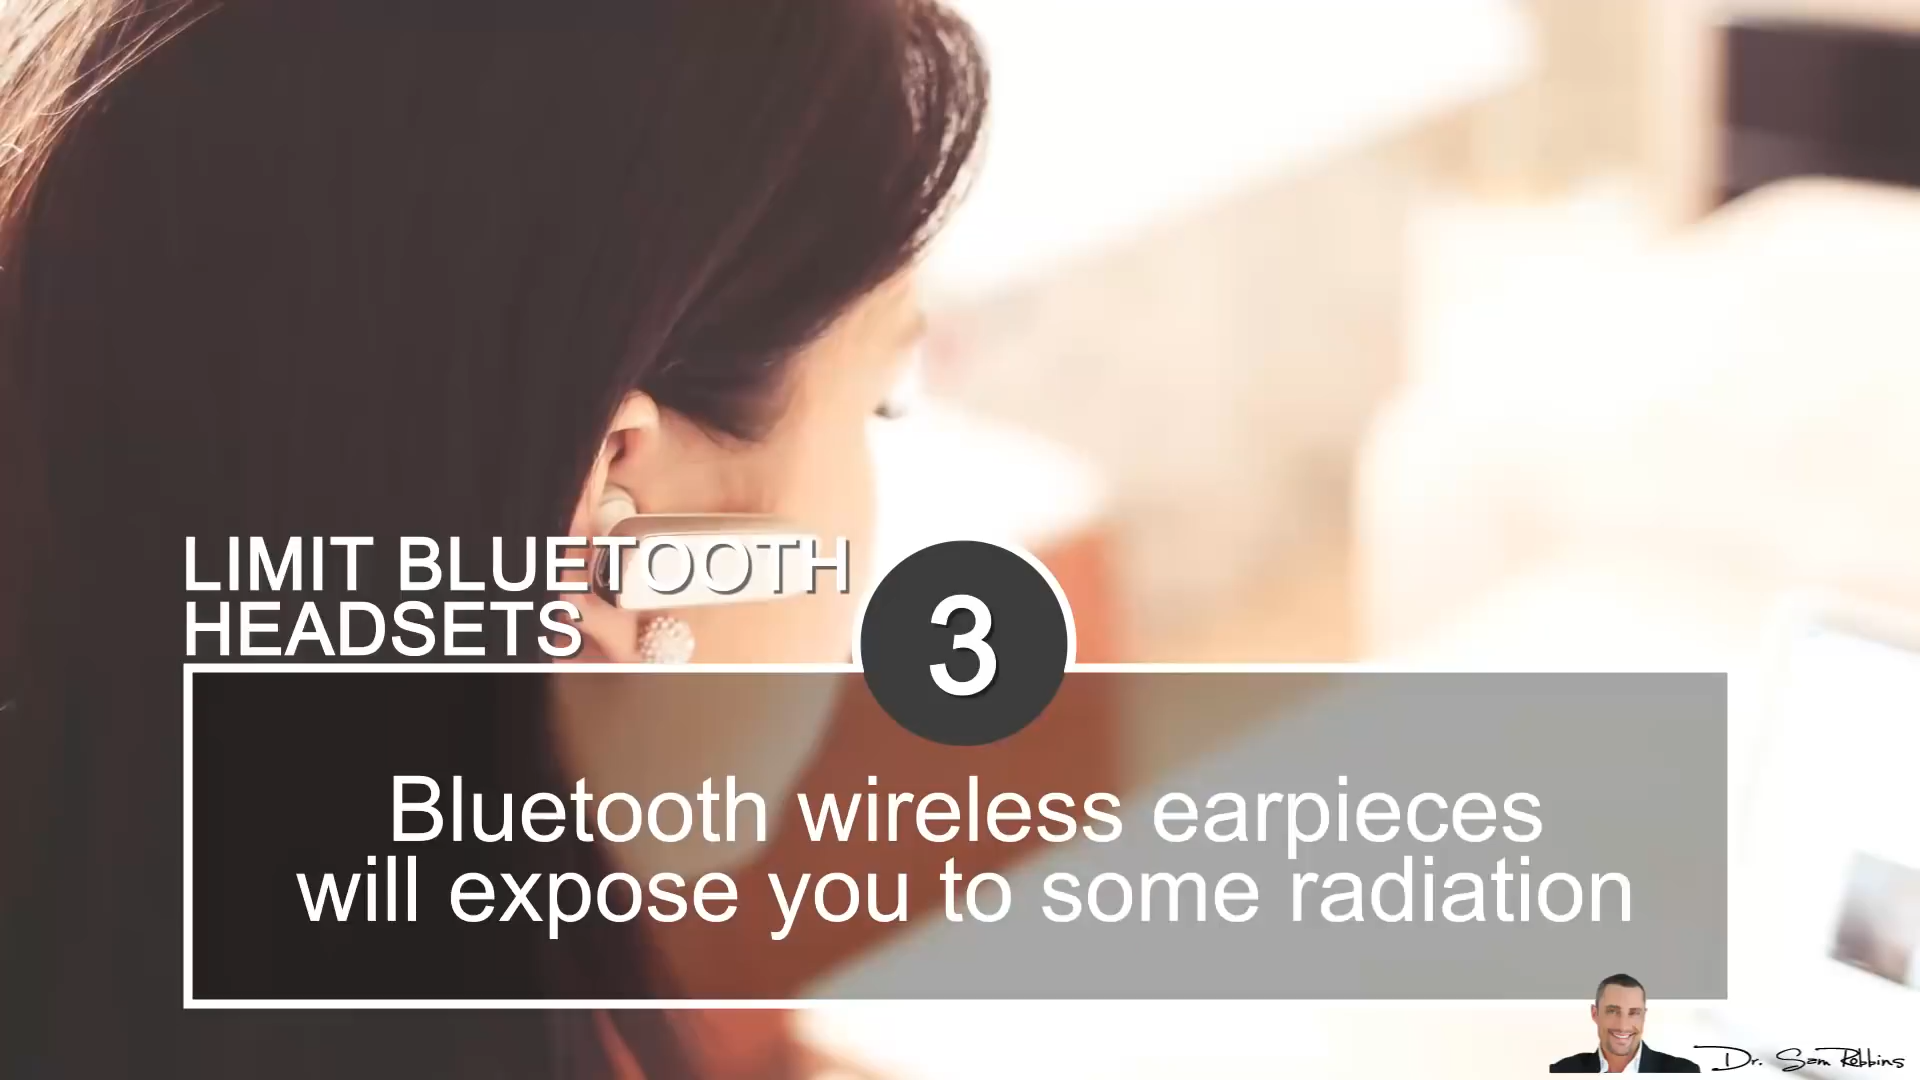 LIMIT BLUETOOTH
HEADSETS
3
Bluetooth wireless earpieces
will expose you to some radiation
Dr. Sam Robbins